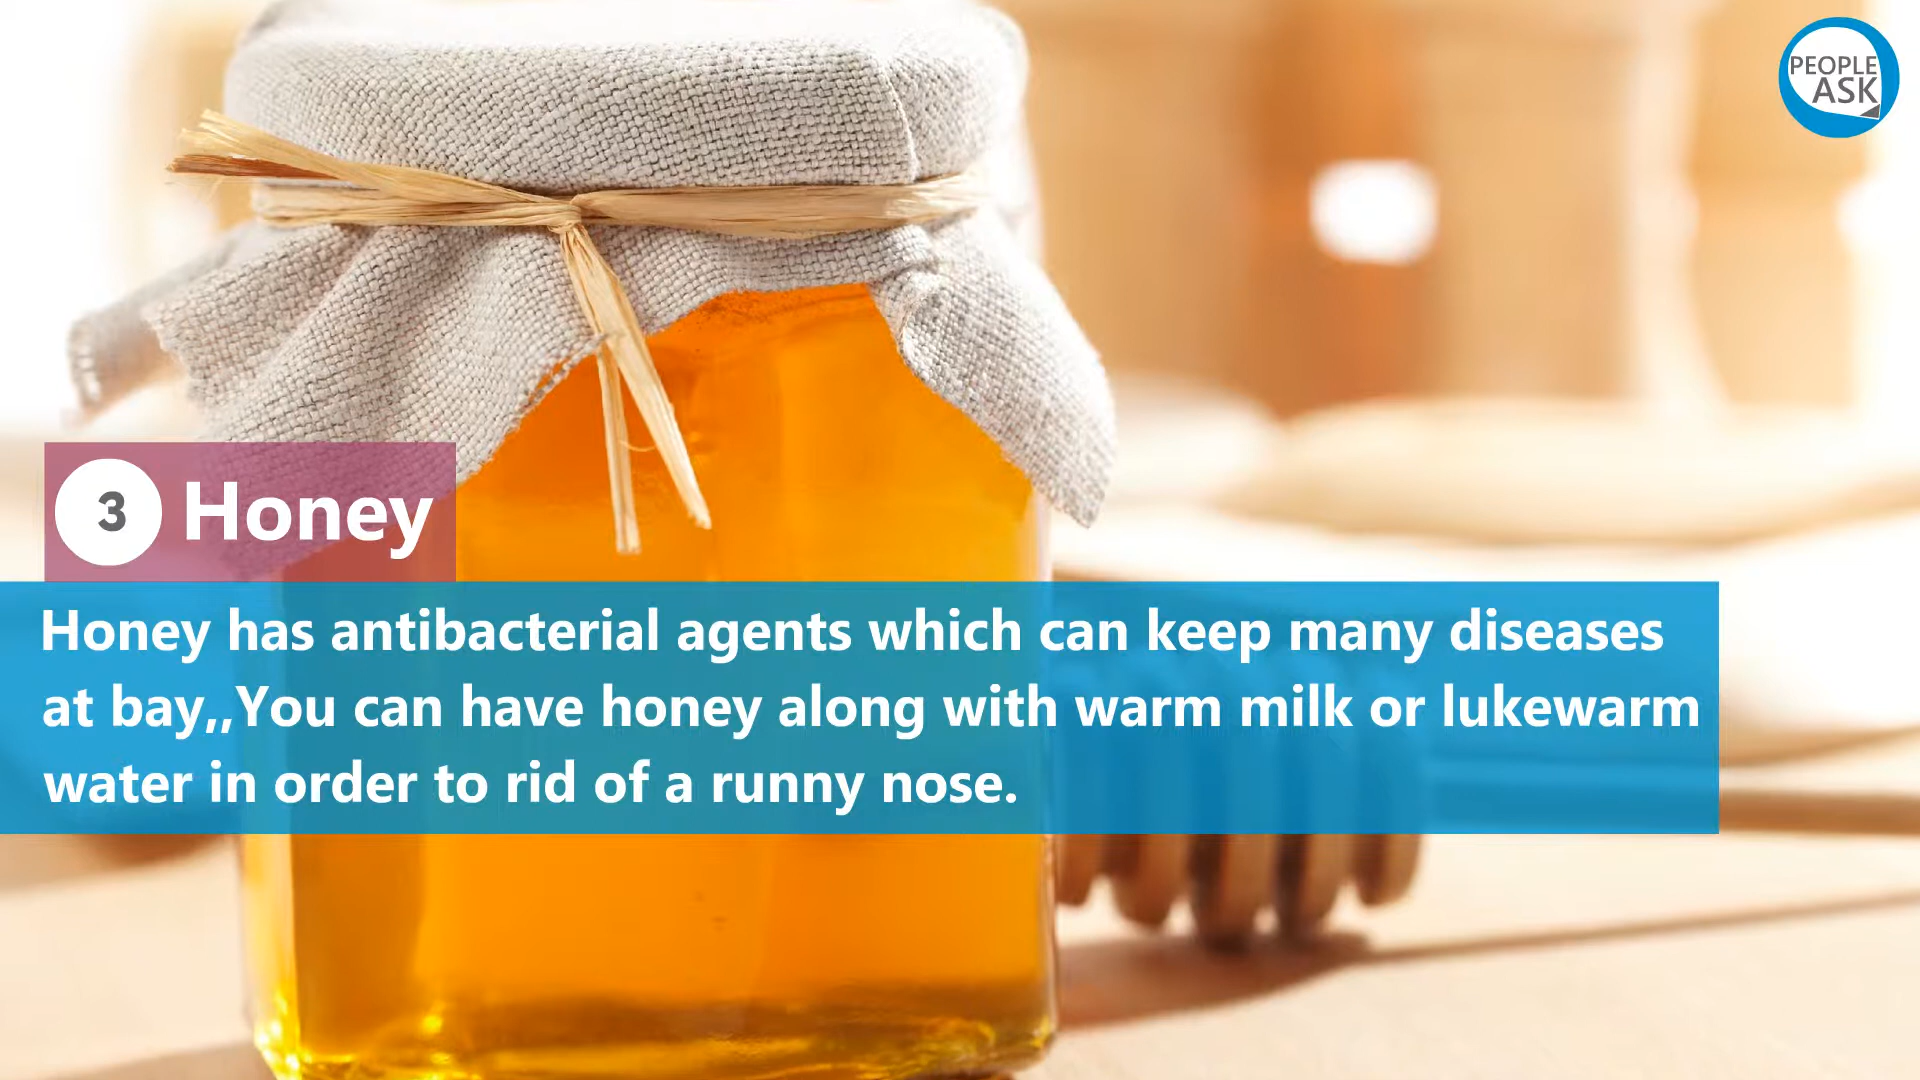 PEOPLE
ASK
3 Honey
Honey has antibacterial agents which can keep many diseases
at bay,,You can have honey along with warm milk or lukewarm
water in order to rid of a runny nose.